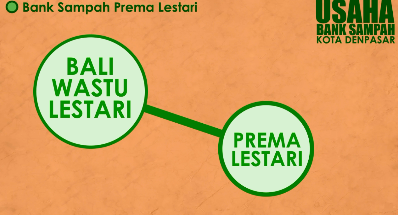 Bank Sampah Prema Lestari
USAHA
BANK SAMPAH
KOTA DENPASAR
BALI
WASTU
LESTARI
PREMA
LESTARI